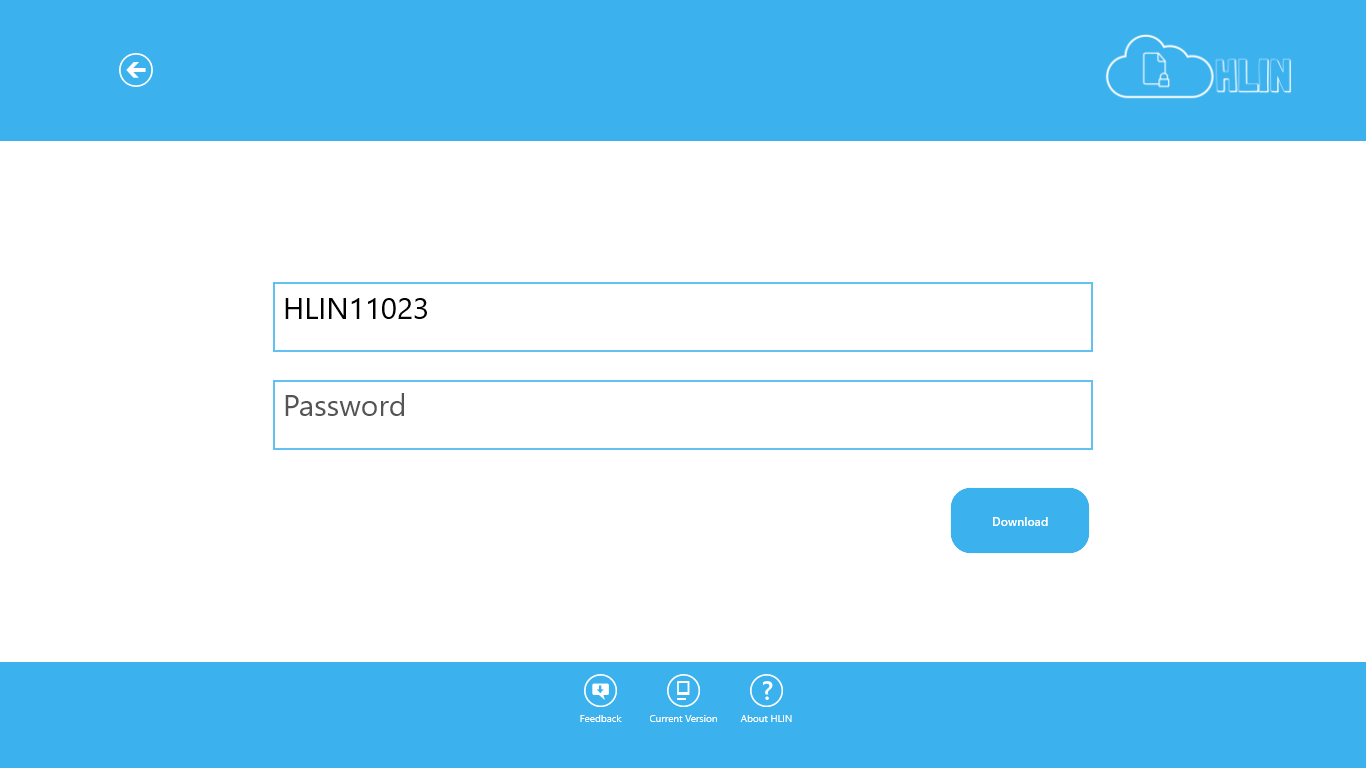 HLIN
HLIN11023
Password
Download
Feedback
Current Version
About HLIN